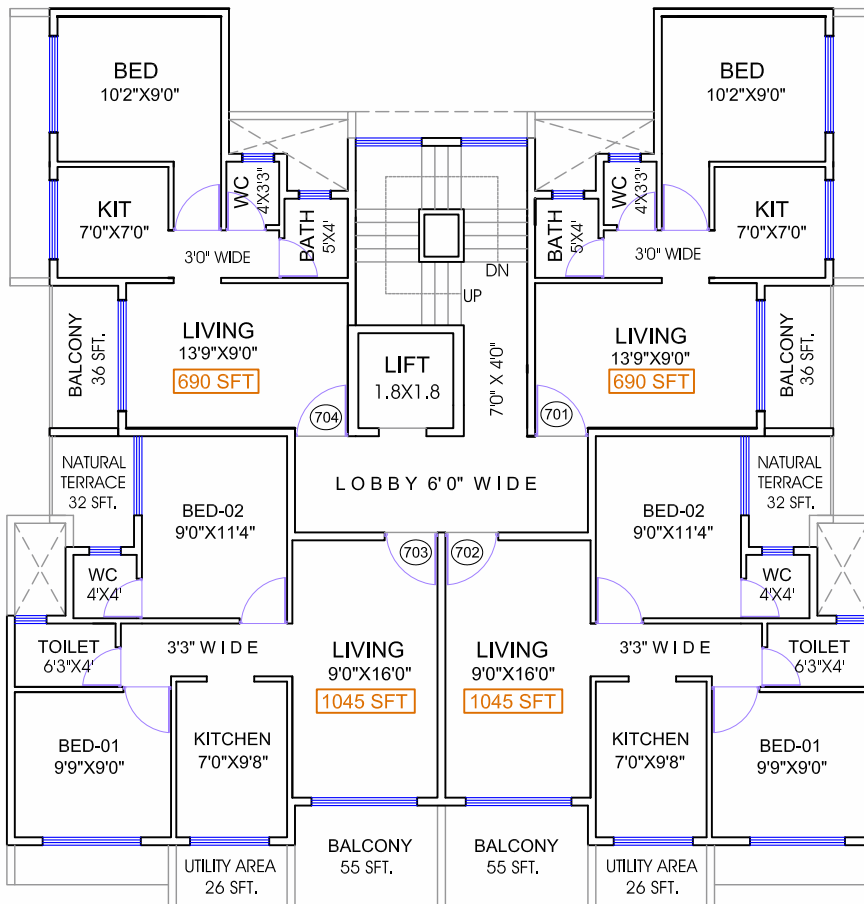 BED
10'2"X9'0"
BED
10'2"X9'0"
WC
4'X3'3"
WC
4'X3'3"
KIT
7'0"X7'0"
KIT
7'0"X7'0"
BATH
5'X4'
BATH
5'X4'
3'0" WIDE
3'0" WIDE
DN
UP
BALCONY
36 SFT.
LIVING
13'9"X9'0"
690 SFT
LIFT
1.8X1.8
7'0" X 4'0"
LIVING
13'9"X9'0"
690 SFT
BALCONY
36 SFT.
704
701
NATURAL
TERRACE
32 SFT.
LOBBY 6'0" WIDE
NATURAL
TERRACE
32 SFT.
BED-02
9'0"X11'4"
BED-02
9'0"X11'4"
703
702
WC
4'X4'
WC
4'X4'
TOILET
6'3"X4'
3'3" WIDE
LIVING
9'0"X16'0"
1045 SFT
LIVING
9'0"X16'0"
1045 SFT
3'3" WIDE
TOILET
6'3"X4'
BED-01
9'9"X9'0"
KITCHEN
7'0"X9'8"
KITCHEN
7'0"X9'8"
BED-01
9'9"X9'0"
UTILITY AREA
26 SFT.
BALCONY
55 SFT.
BALCONY
55 SFT.
UTILITY AREA
26 SFT.